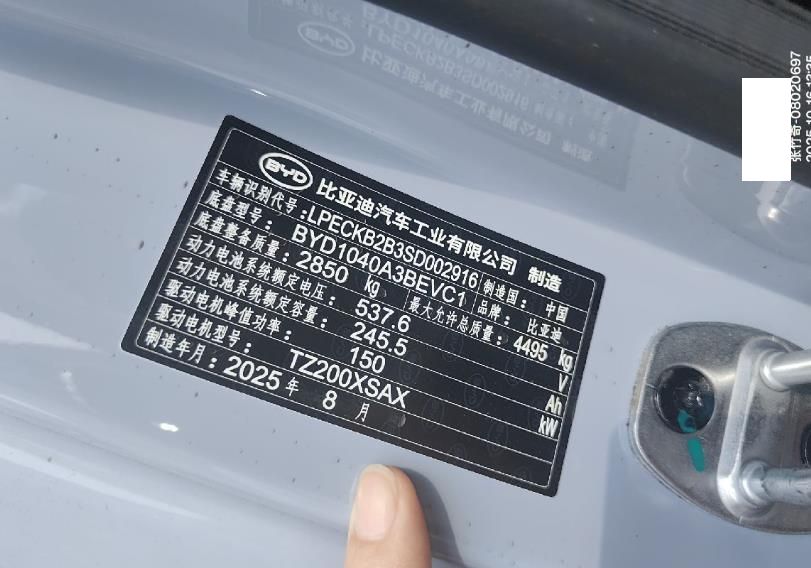 BYD 比亚迪汽车工业有限公司 制造
车辆识别代号：LPECKB2B3SD002916 制造国：中国
底盘型号：BYD1040A3BEVC1 品牌：比亚迪
底盘整备质量：2850 kg 最大允许总质量：4495 kg
动力电池系统额定电压：537.6 V
动力电池系统额定容量：245.5 Ah
驱动电机峰值功率：150 kW
驱动电机型号：TZ200XSAX
制造年月：2025 年 8 月